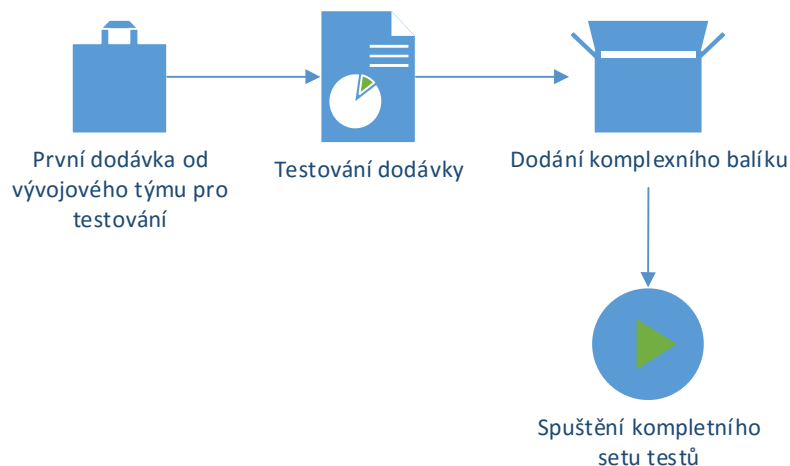 První dodávka od
vývojového týmu pro
testování
Testování dodávky
Dodání komplexního balíku
Spuštění kompletního
setu testů